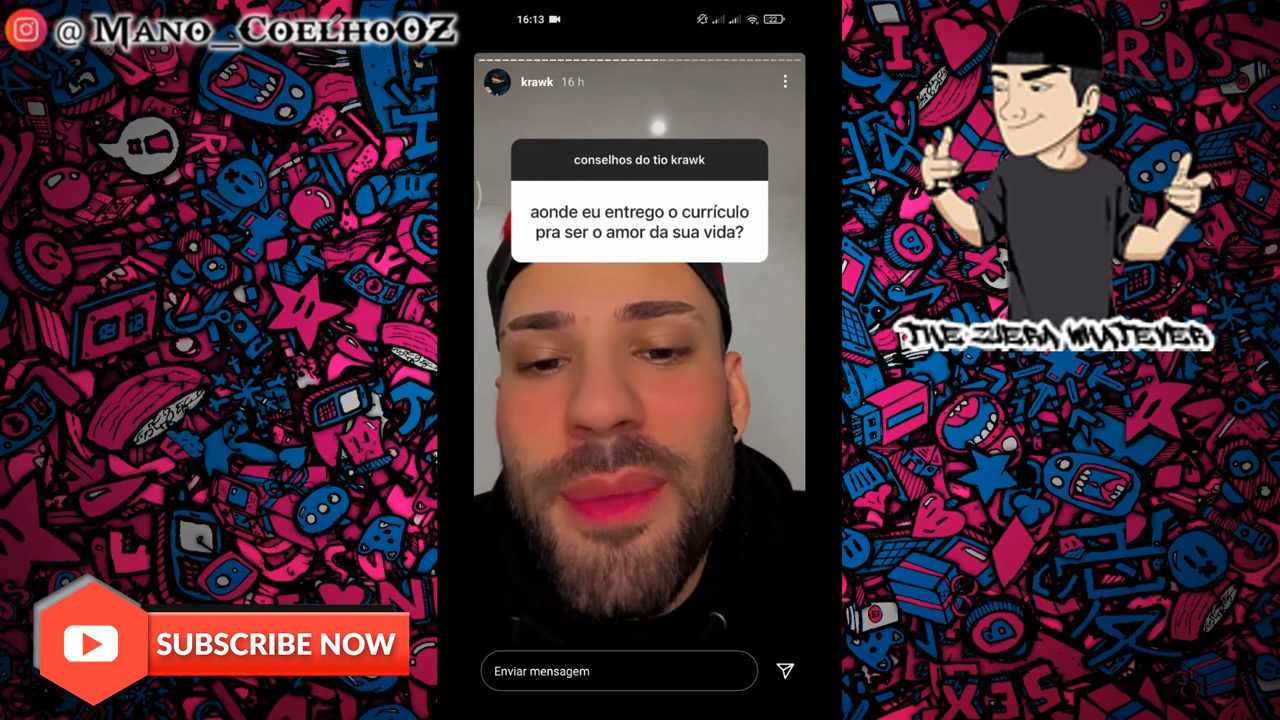 @ Mano_CoelhoOZ
16:13
22
krawk 16 h
conselhos do tio krawk
aonde eu entrego o currículo
pra ser o amor da sua vida?
THE ZUERA WHATEVER
SUBSCRIBE NOW
Enviar mensagem